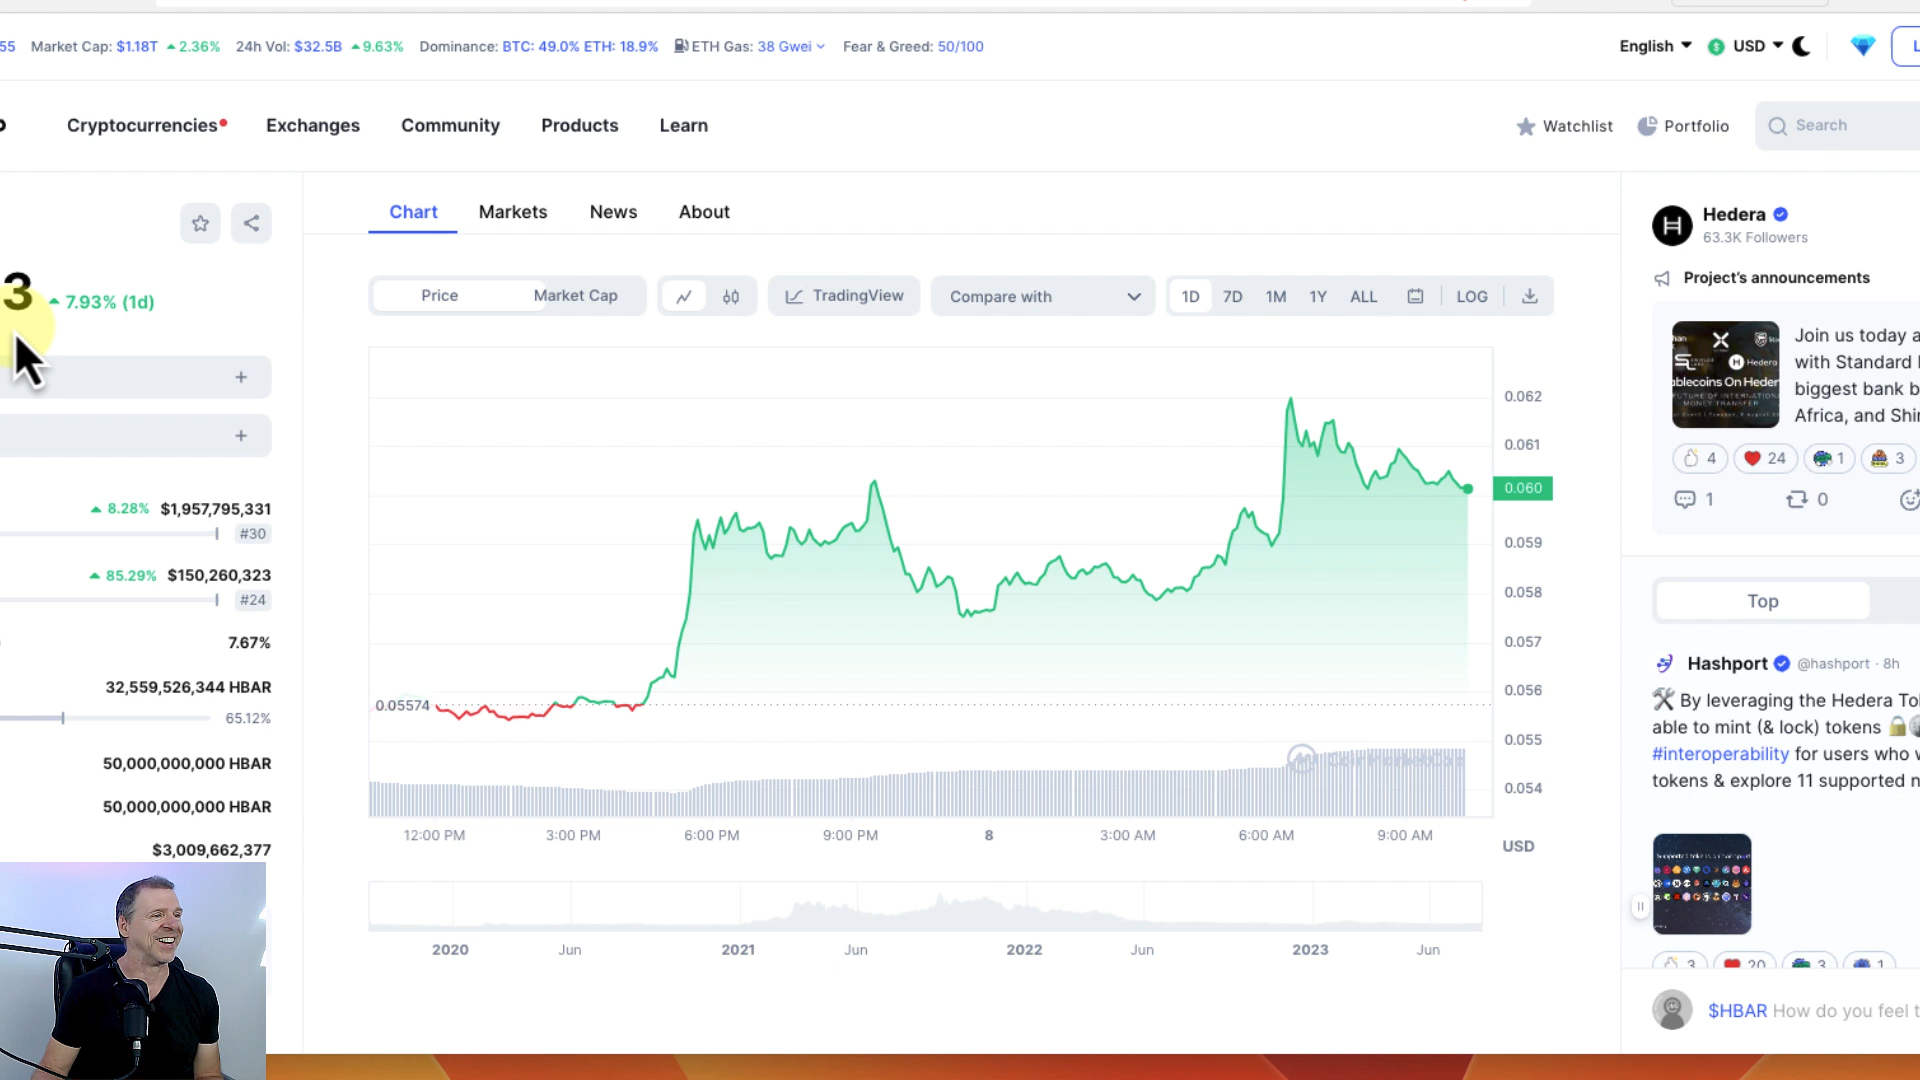 55 Market Cap: $1.18T 2.36% 24h Vol: $32.5B 9.63% Dominance: BTC: 49.0% ETH: 18.9% ETH Gas: 38 Gwei Fear & Greed: 50/100
English USD
Cryptocurrencies Exchanges Community Products Learn
Watchlist Portfolio Search
3 7.93% (1d)
+
+
8.28% $1,957,795,331
#30
85.29% $150,260,323
#24
7.67%
32,559,526,344 HBAR
65.12%
50,000,000,000 HBAR
50,000,000,000 HBAR
$3,009,662,377
Chart Markets News About
Price Market Cap TradingView Compare with 1D 7D 1M 1Y ALL LOG
0.062
0.061
0.060
0.059
0.058
0.057
0.056
0.055
0.054
0.05574
12:00 PM 3:00 PM 6:00 PM 9:00 PM 8 3:00 AM 6:00 AM 9:00 AM
USD
2020 Jun 2021 Jun 2022 Jun 2023 Jun
Hedera
63.3K Followers
Project's announcements
Hedera
MONEY TRANSFER
Join us today a
with Standard
biggest bank b
Africa, and Shi
4 24 1 3
1 0
Top
Hashport @hashport · 8h
By leveraging the Hedera To
able to mint (& lock) tokens
#interoperability for users who
tokens & explore 11 supported n
3 20 3 1
$HBAR How do you feel t